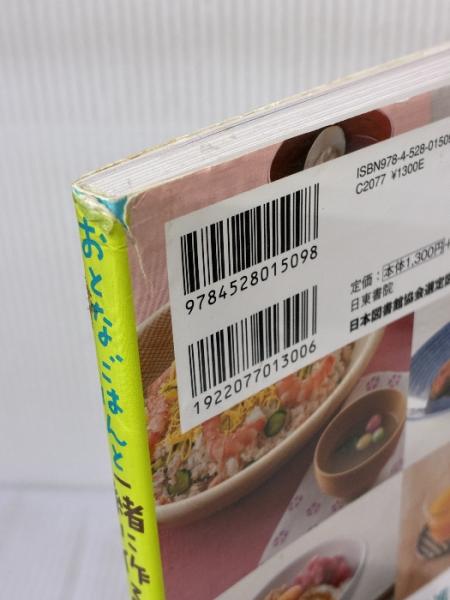 おとなごはんと一緒に作
ISBN978-4-528-01509
C2077 ¥1300E
9784528015098
定価：本体1,300円+
日東書院
日本図書館協会選定図
1922077013006